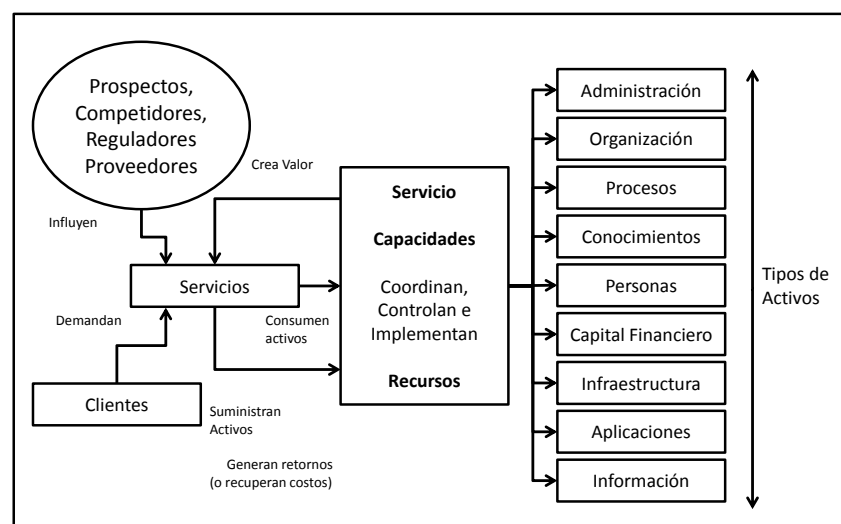 Prospectos,
Competidores,
Reguladores
Proveedores
Crea Valor
Influyen
Servicios
Demandan
Consumen
activos
Clientes
Suministran
Activos
Generan retornos
(o recuperan costos)
Servicio
Capacidades
Coordinan,
Controlan e
Implementan
Recursos
Administración
Organización
Procesos
Conocimientos
Personas
Capital Financiero
Infraestructura
Aplicaciones
Información
Tipos de
Activos